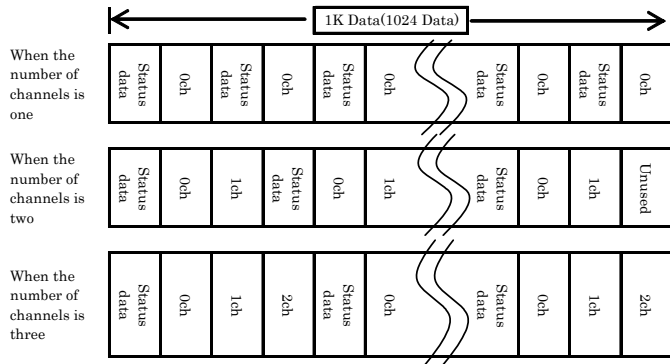 1K Data(1024 Data)
When the
number of
channels is
one
Status
data
0ch
Status
data
0ch
Status
data
0ch
Status
data
0ch
Status
data
0ch
When the
number of
channels is
two
Status
data
0ch
1ch
Status
data
0ch
1ch
Status
data
0ch
1ch
Unused
When the
number of
channels is
three
Status
data
0ch
1ch
2ch
Status
data
0ch
Status
data
0ch
1ch
2ch